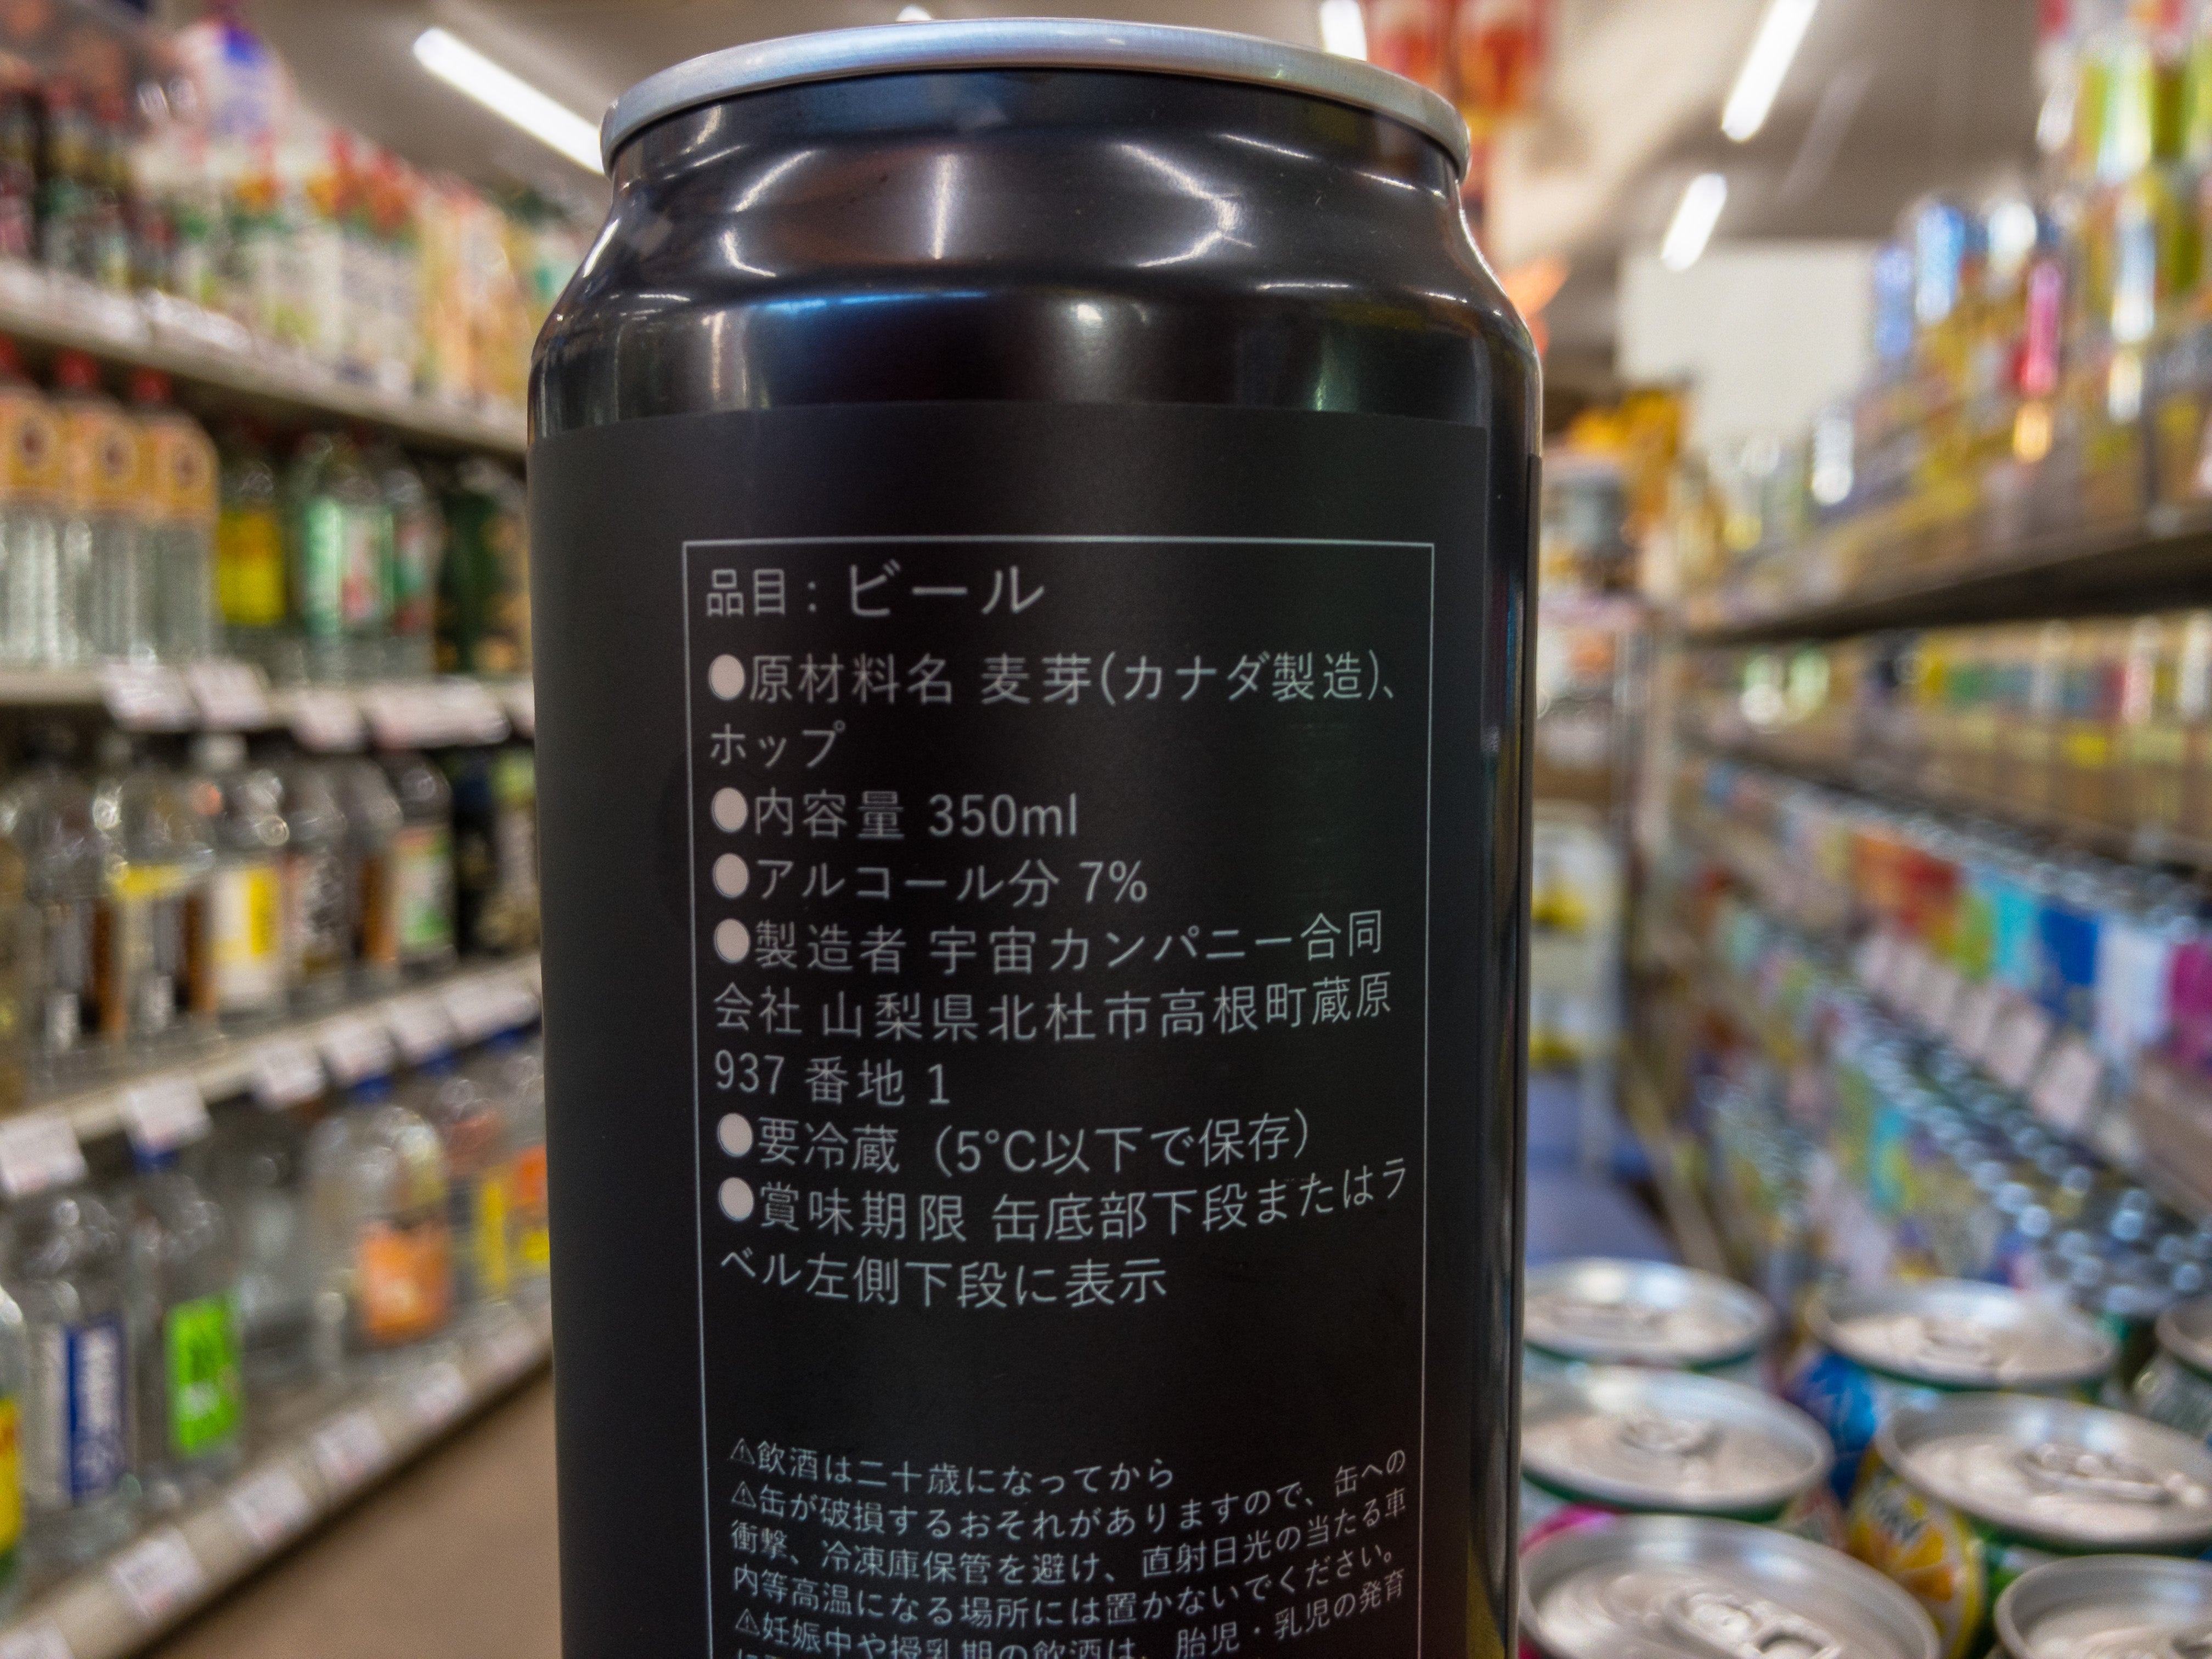 品目：ビール
●原材料名 麦芽(カナダ製造)、
ホップ
●内容量 350ml
●アルコール分 7%
●製造者 宇宙カンパニー合同
会社 山梨県北杜市高根町蔵原
937 番地 1
●要冷蔵（5℃以下で保存）
●賞味期限 缶底部下段またはラ
ベル左側下段に表示
⚠飲酒は二十歳になってから
⚠缶が破損するおそれがありますので、缶への
衝撃、冷凍庫保管を避け、直射日光の当たる車
内等高温になる場所には置かないでください。
⚠妊娠中や授乳期の飲酒は、胎児・乳児の発育